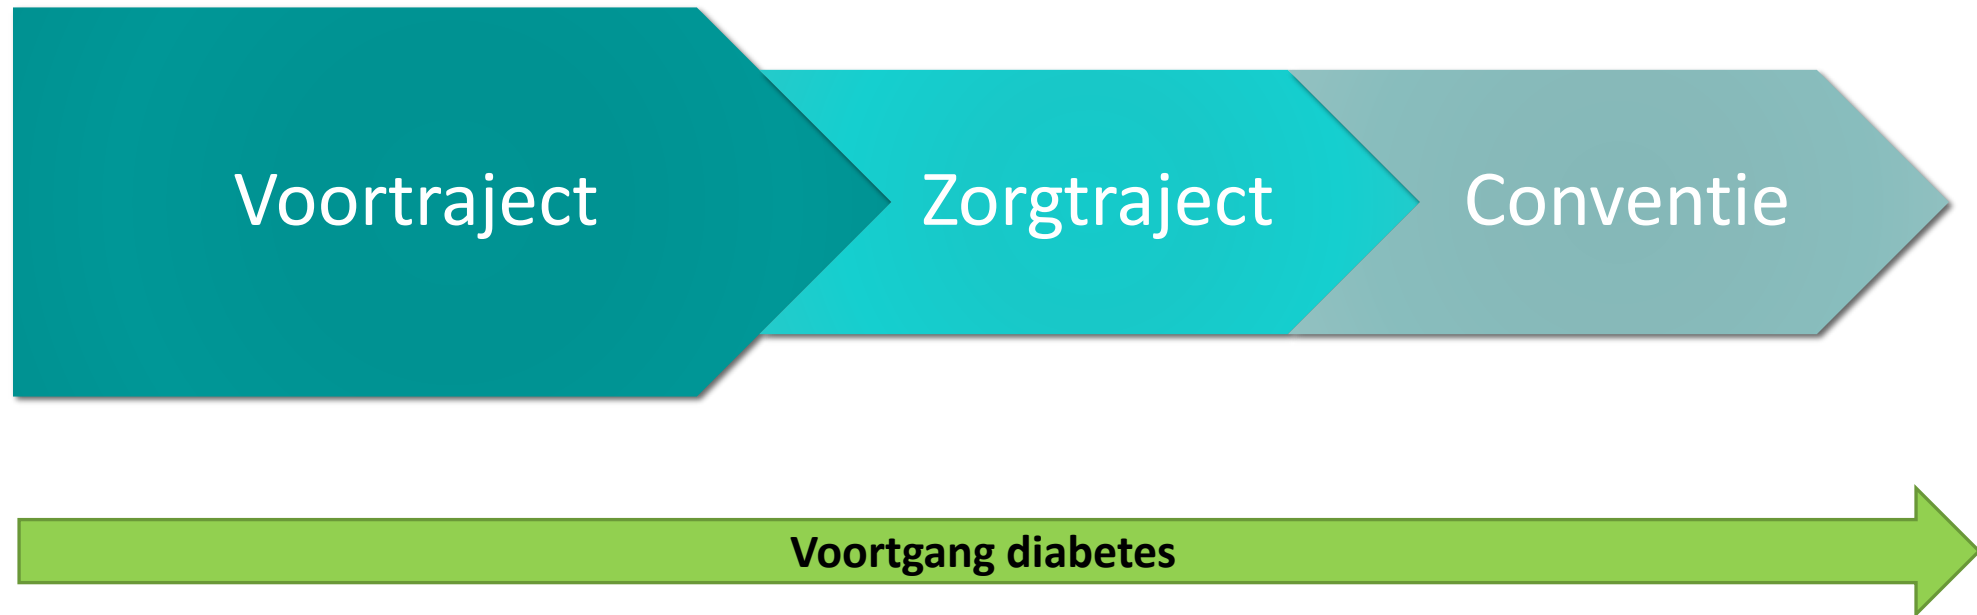 Voortraject
Zorgtraject
Conventie
Voortgang diabetes